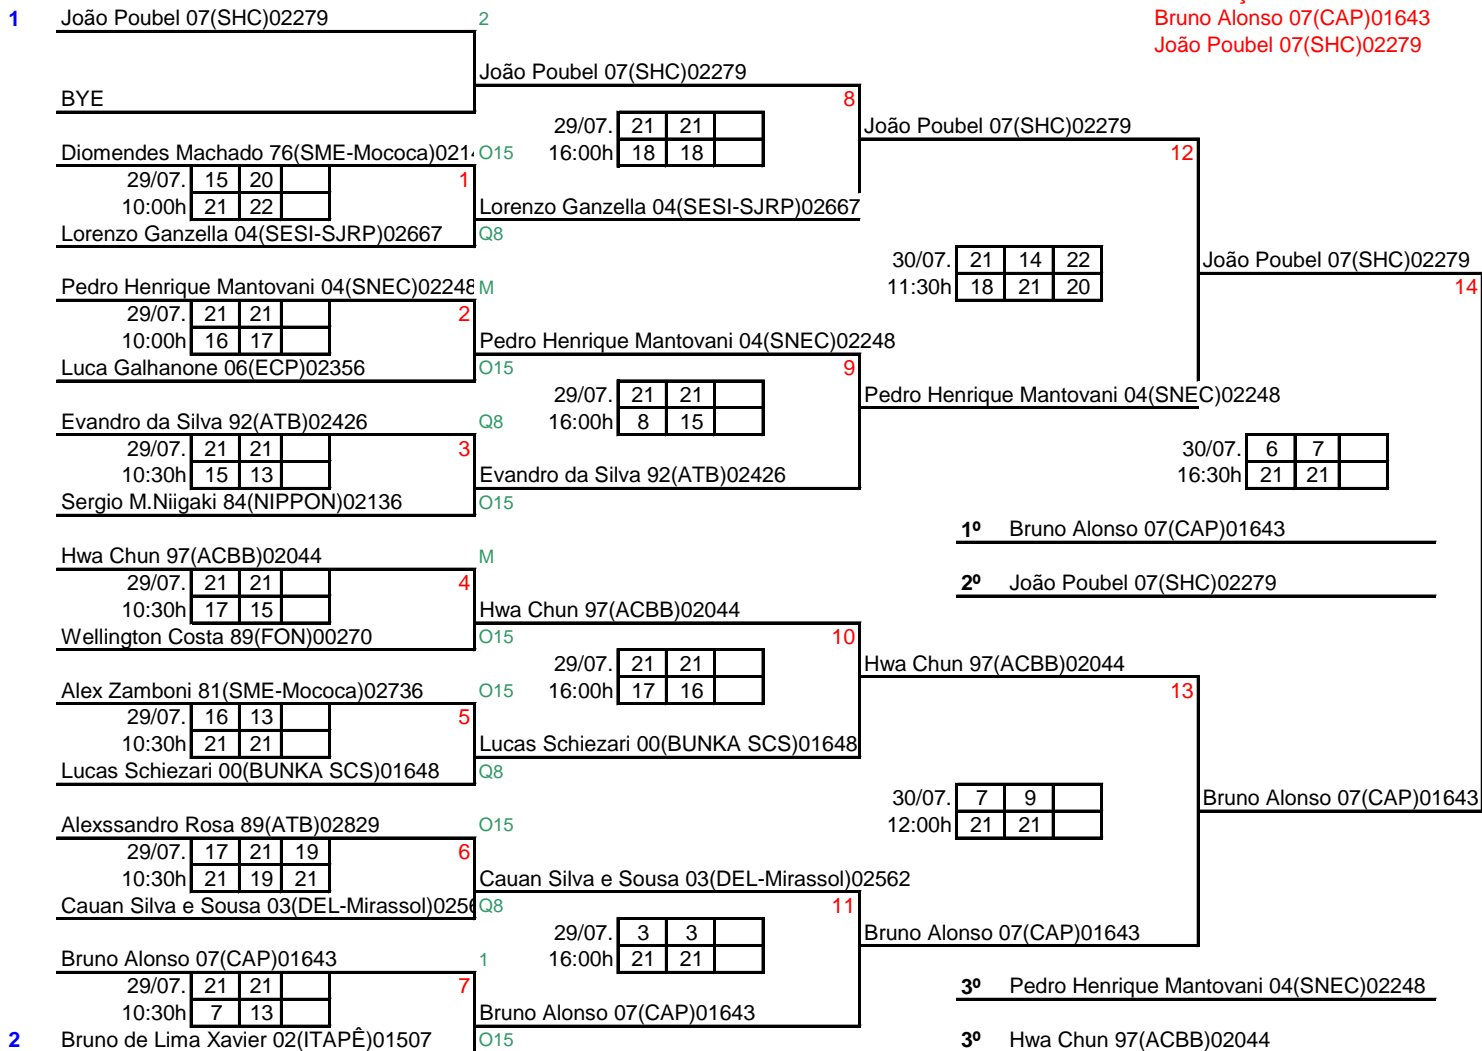 1 João Poubel 07(SHC)02279 2
Bruno Alonso 07(CAP)01643
João Poubel 07(SHC)02279
João Poubel 07(SHC)02279
BYE 8
29/07. 21 21
16:00h 18 18
João Poubel 07(SHC)02279
Diomendes Machado 76(SME-Mococa)021 O15 12
29/07. 15 20 1
10:00h 21 22
Lorenzo Ganzella 04(SESI-SJRP)02667
Lorenzo Ganzella 04(SESI-SJRP)02667 Q8
30/07. 21 14 22
11:30h 18 21 20
João Poubel 07(SHC)02279
Pedro Henrique Mantovani 04(SNEC)02248 M 14
29/07. 21 21 2
10:00h 16 17
Pedro Henrique Mantovani 04(SNEC)02248
Luca Galhanone 06(ECP)02356 O15 9
29/07. 21 21
16:00h 8 15
Pedro Henrique Mantovani 04(SNEC)02248
Evandro da Silva 92(ATB)02426 Q8
29/07. 21 21 3
10:30h 15 13
30/07. 6 7
16:30h 21 21
Evandro da Silva 92(ATB)02426
Sergio M.Niigaki 84(NIPPON)02136 O15
1º Bruno Alonso 07(CAP)01643
Hwa Chun 97(ACBB)02044 M
29/07. 21 21 4
10:30h 17 15
2º João Poubel 07(SHC)02279
Hwa Chun 97(ACBB)02044
Wellington Costa 89(FON)00270 O15 10
29/07. 21 21
16:00h 17 16
Hwa Chun 97(ACBB)02044
Alex Zamboni 81(SME-Mococa)02736 O15 13
29/07. 16 13 5
10:30h 21 21
Lucas Schiezari 00(BUNKA SCS)01648
Lucas Schiezari 00(BUNKA SCS)01648 Q8
30/07. 7 9
12:00h 21 21
Bruno Alonso 07(CAP)01643
Alexssandro Rosa 89(ATB)02829 O15
29/07. 17 21 19 6
10:30h 21 19 21
Cauan Silva e Sousa 03(DEL-Mirassol)02562
Cauan Silva e Sousa 03(DEL-Mirassol)025 Q8 11
29/07. 3 3
16:00h 21 21
Bruno Alonso 07(CAP)01643
Bruno Alonso 07(CAP)01643 1
29/07. 21 21 7
10:30h 7 13
3º Pedro Henrique Mantovani 04(SNEC)02248
Bruno Alonso 07(CAP)01643
2 Bruno de Lima Xavier 02(ITAPÊ)01507 O15
3º Hwa Chun 97(ACBB)02044